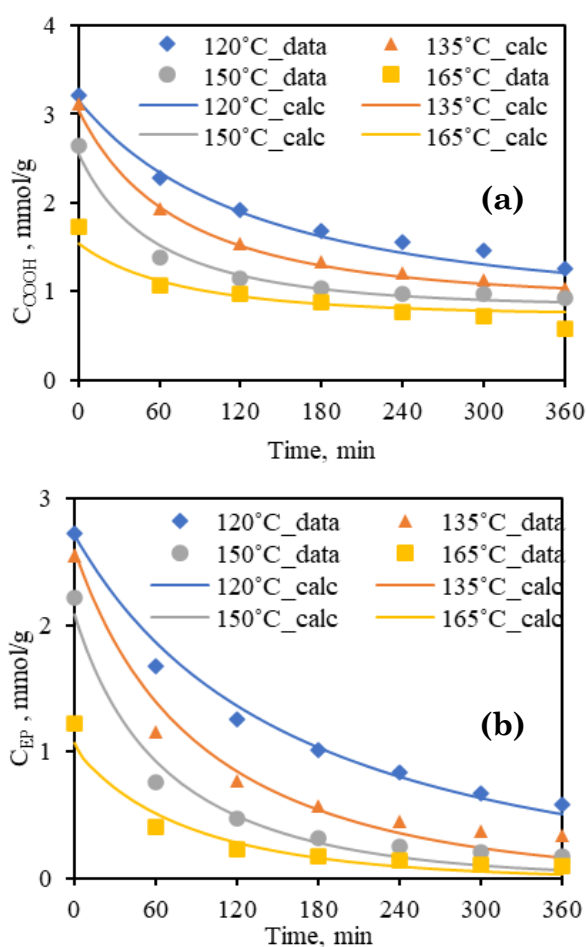 4
120°C_data
135°C_calc
150°C_data
165°C_data
120°C_calc
135°C_calc
150°C_calc
165°C_calc
3
(a)
2
C_COOH , mmol/g
1
0
0 60 120 180 240 300 360
Time, min
3
120°C_data
135°C_data
150°C_data
165°C_data
120°C_calc
135°C_calc
150°C_calc
165°C_calc
2
C_EP , mmol/g
(b)
1
0
0 60 120 180 240 300 360
Time, min